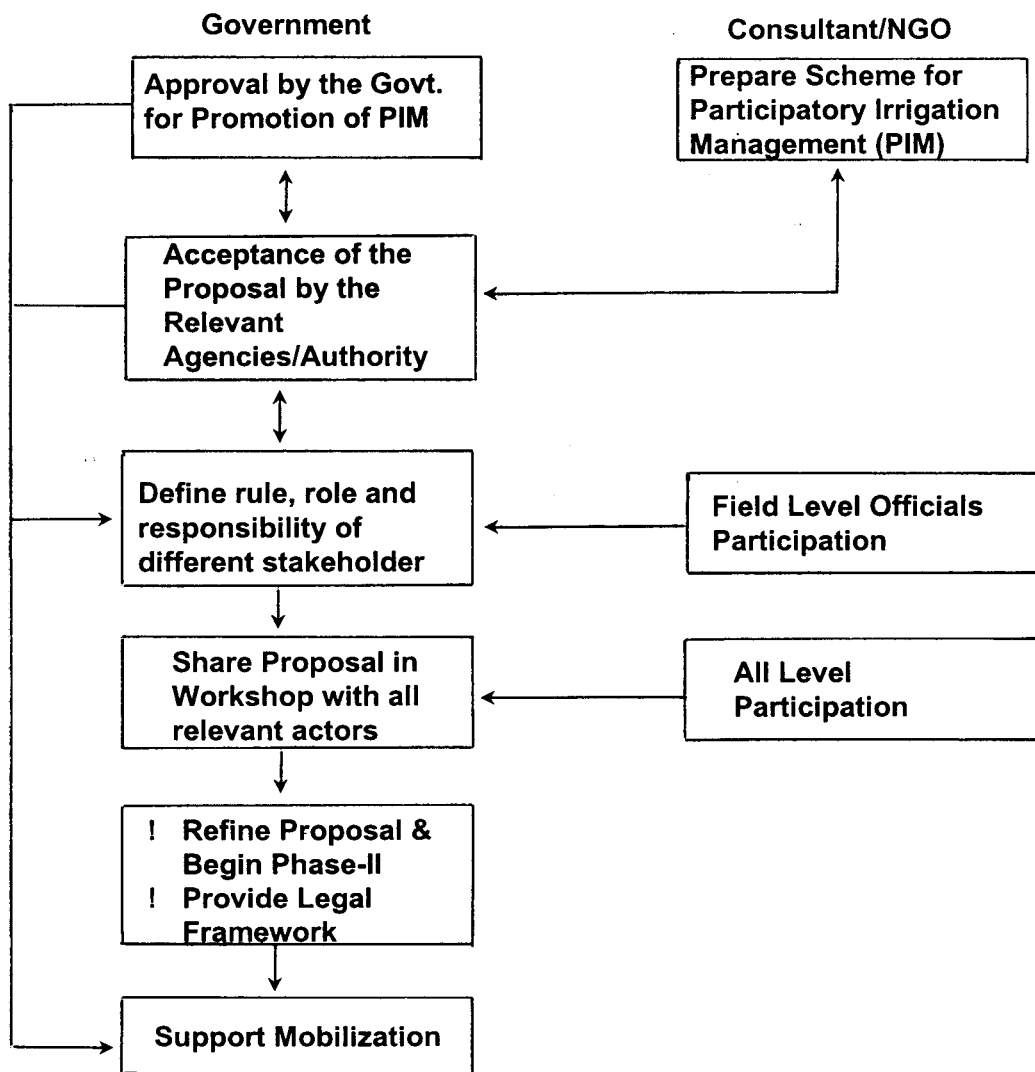 Government
Approval by the Govt.
for Promotion of PIM
Acceptance of the
Proposal by the
Relevant
Agencies/Authority
Define rule, role and
responsibility of
different stakeholder
Share Proposal in
Workshop with all
relevant actors
! Refine Proposal &
Begin Phase-II
! Provide Legal
Framework
Support Mobilization
Consultant/NGO
Prepare Scheme for
Participatory Irrigation
Management (PIM)
Field Level Officials
Participation
All Level
Participation